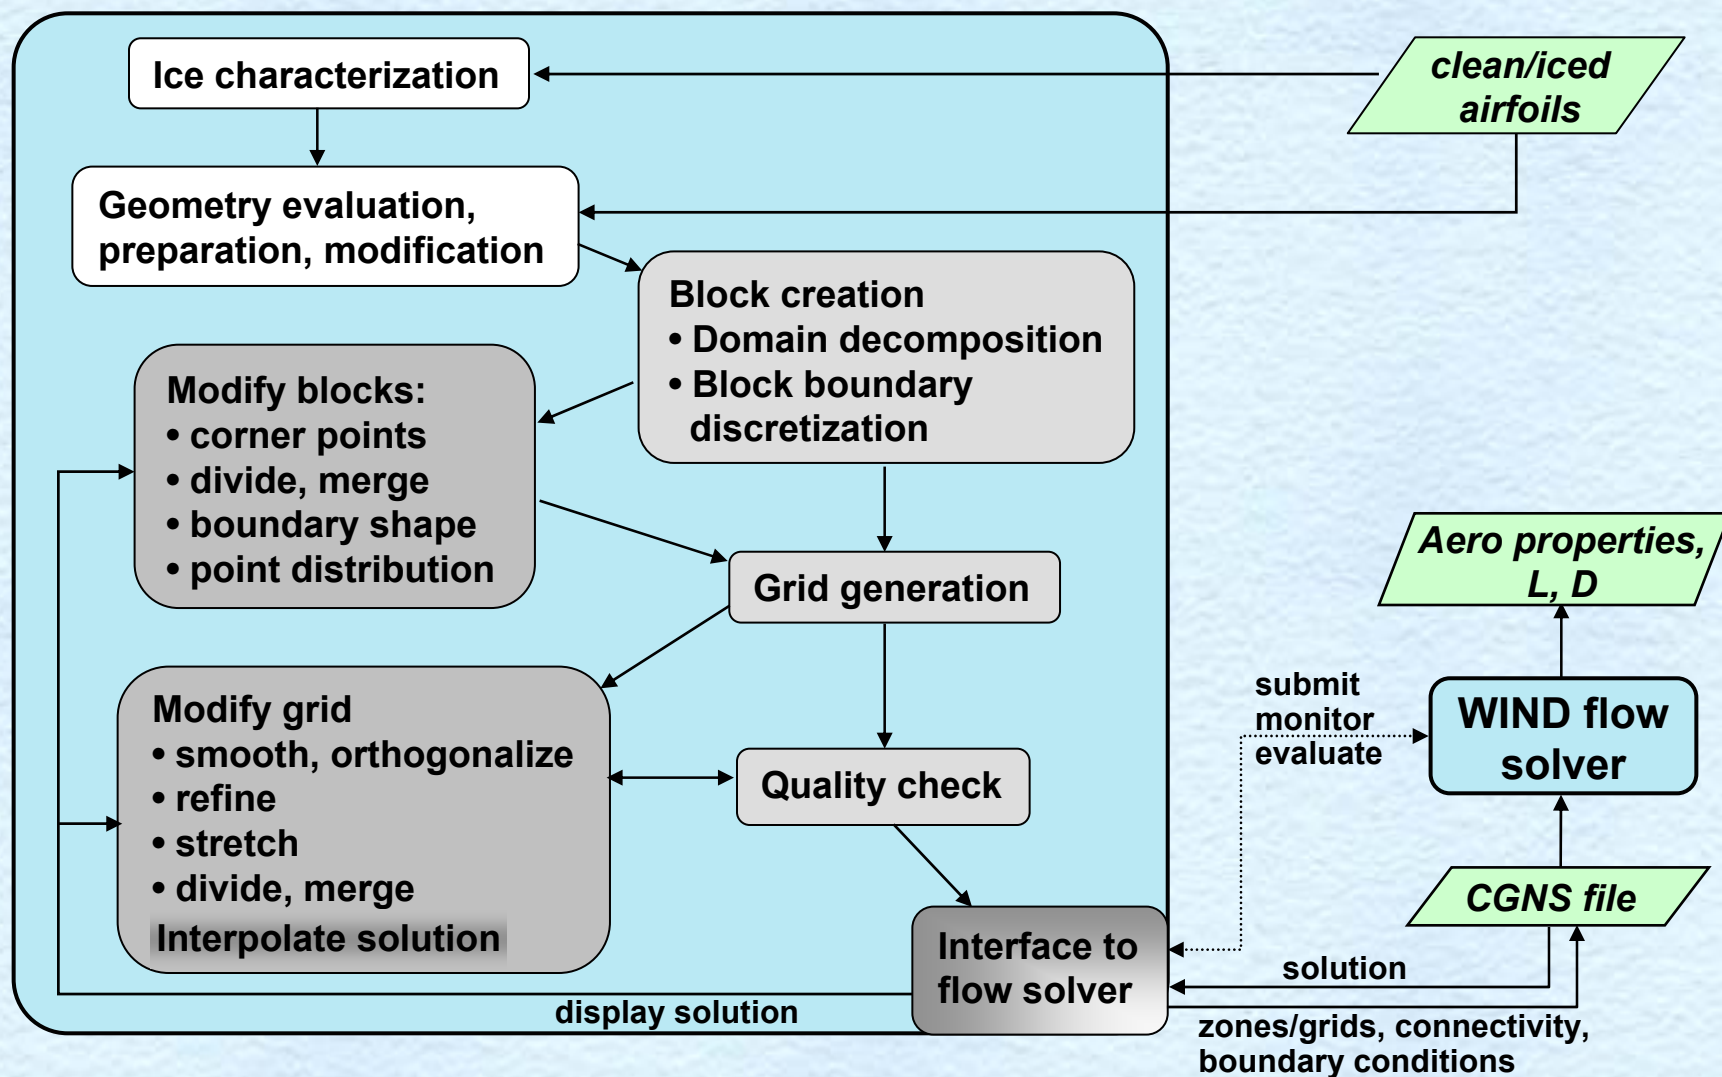 Ice characterization
clean/iced
airfoils
Geometry evaluation,
preparation, modification
Block creation
• Domain decomposition
• Block boundary
discretization
Modify blocks:
• corner points
• divide, merge
• boundary shape
• point distribution
Grid generation
Aero properties,
L, D
Modify grid
• smooth, orthogonalize
• refine
• stretch
• divide, merge
Interpolate solution
Quality check
submit
monitor
evaluate
WIND flow
solver
CGNS file
Interface to
flow solver
solution
display solution
zones/grids, connectivity,
boundary conditions